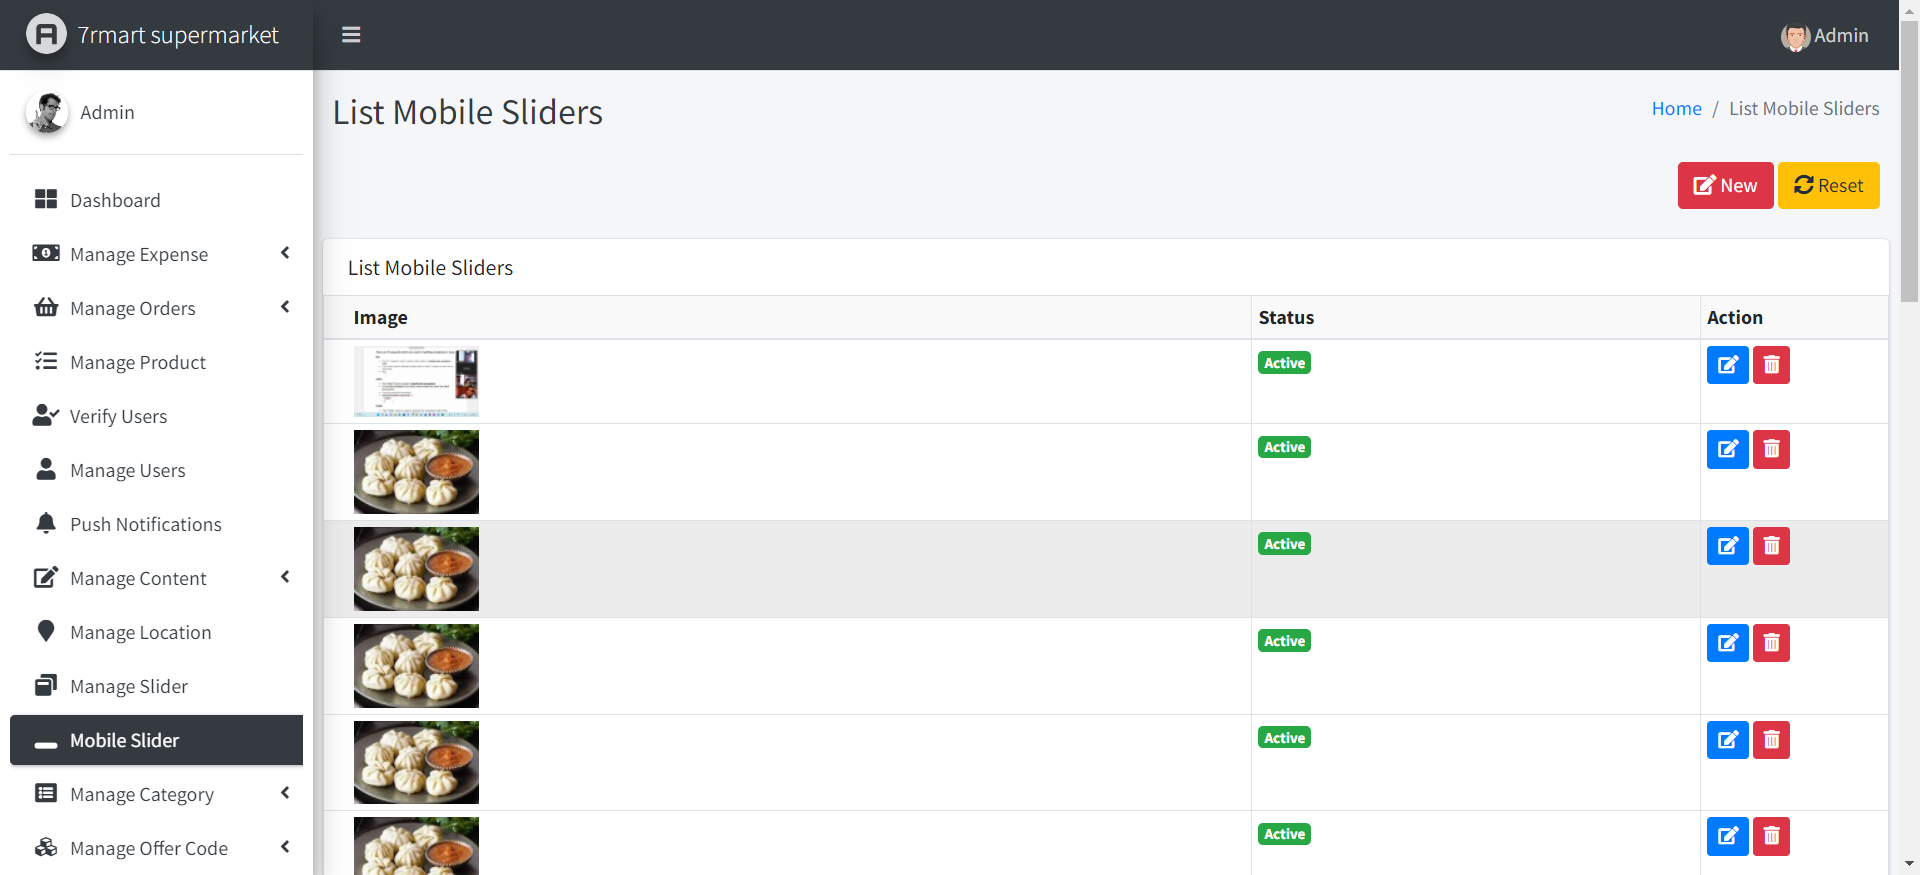 7rmart supermarket
Admin
Admin
List Mobile Sliders
Home / List Mobile Sliders
New
Reset
Dashboard
Manage Expense
Manage Orders
Manage Product
Verify Users
Manage Users
Push Notifications
Manage Content
Manage Location
Manage Slider
Mobile Slider
Manage Category
Manage Offer Code
List Mobile Sliders
Image Status Action
Active
Active
Active
Active
Active
Active